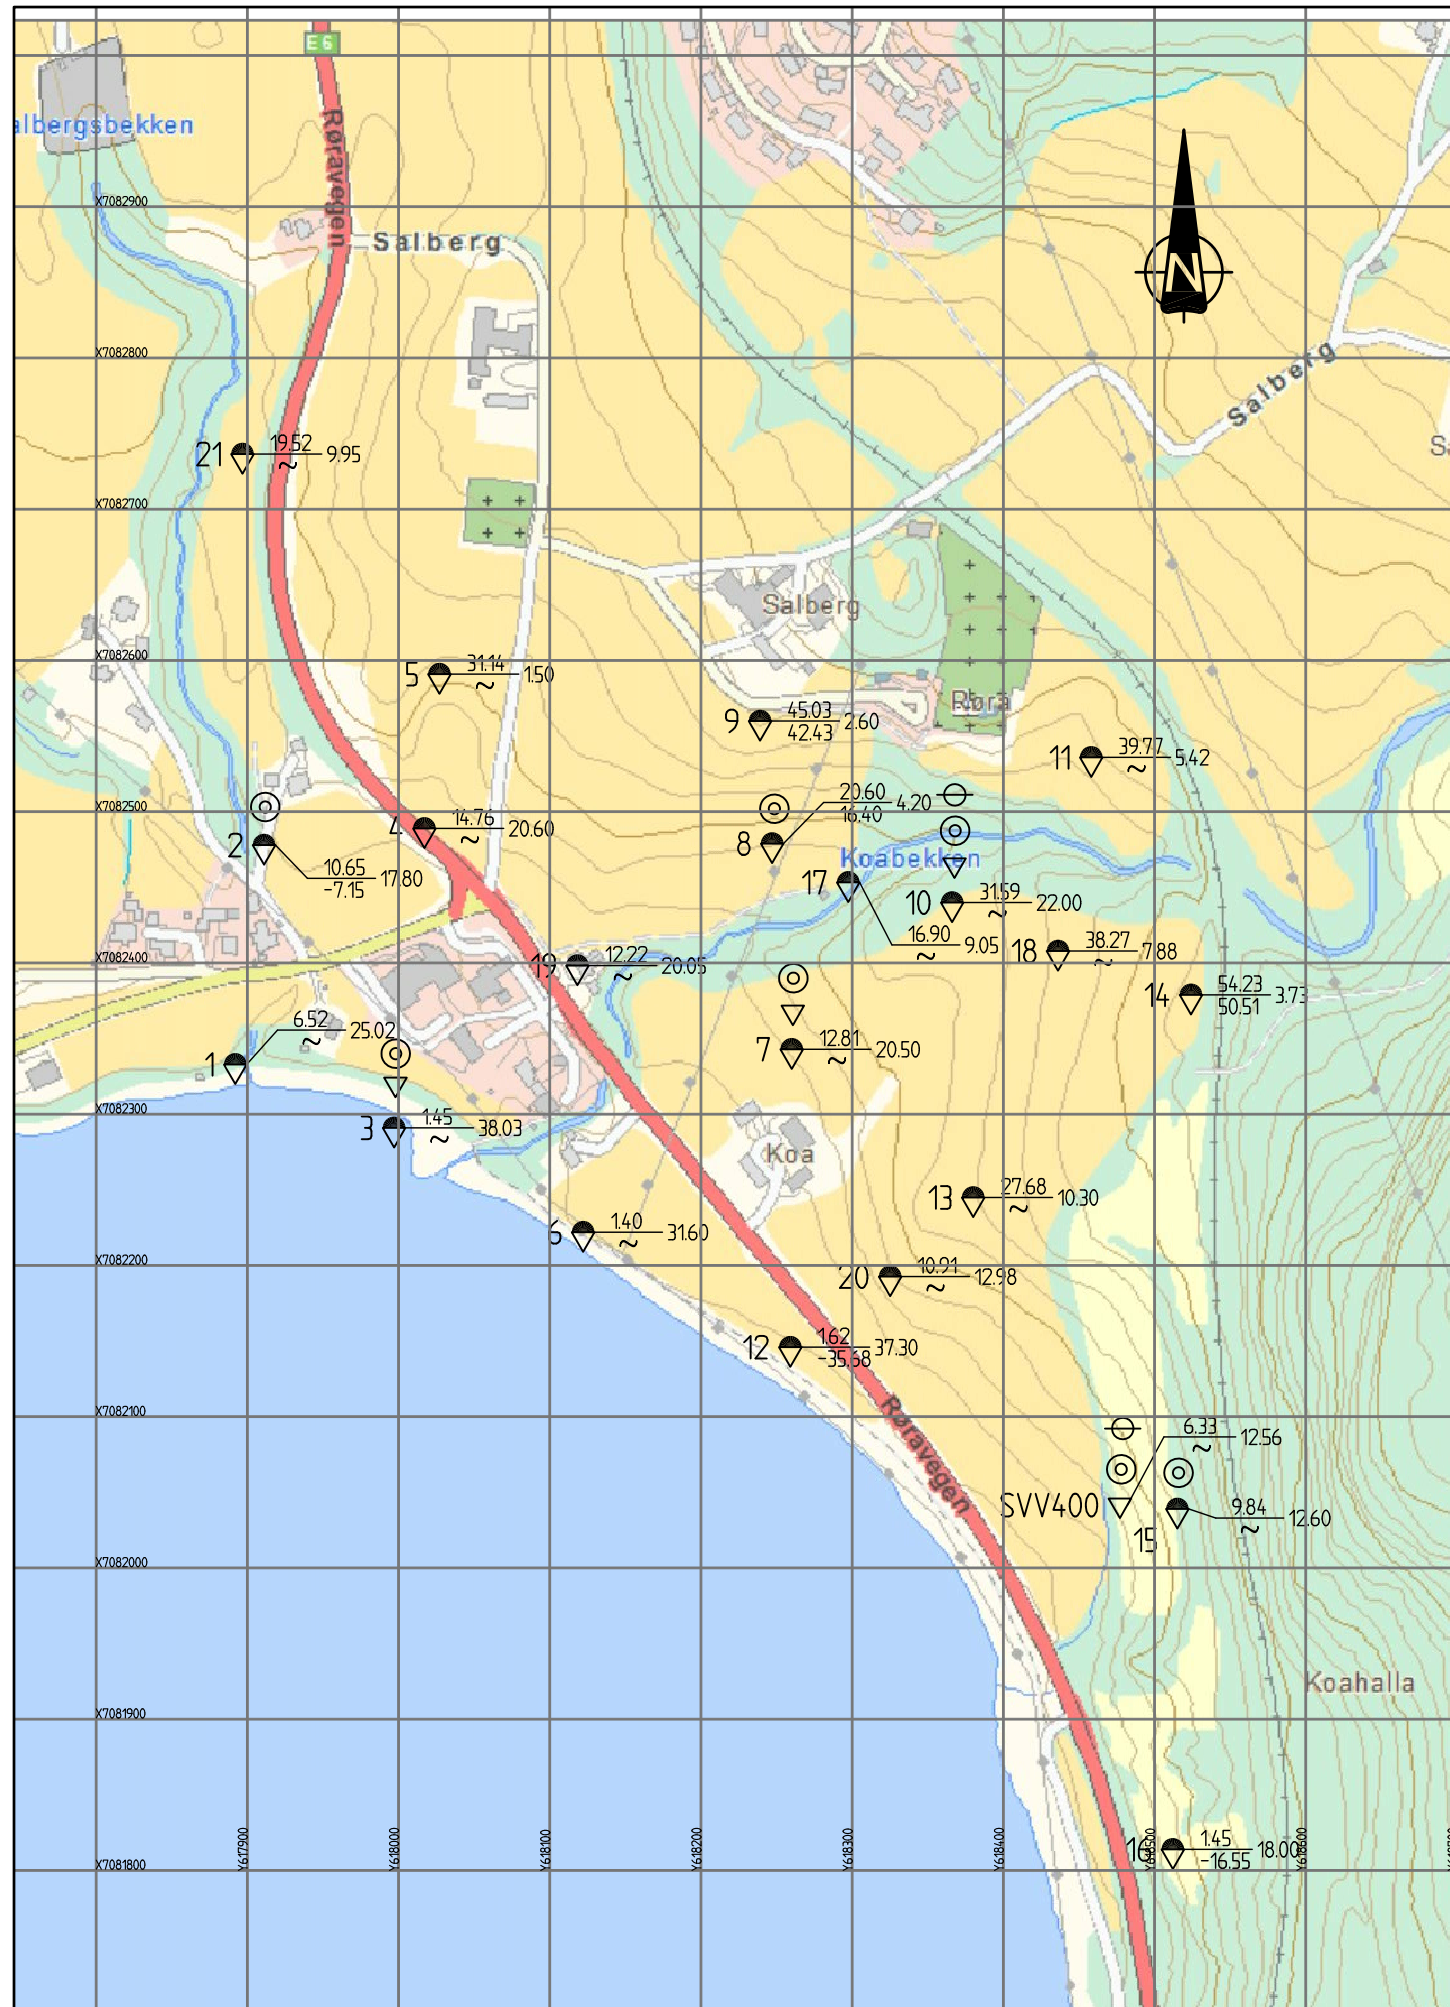 E6
albergsbekken
Røravegen
X7082900
Salberg
X7082800
Salberg
21 19.52 ~ 9.95
X7082700
Salberg
X7082600
5 31.14 ~ 1.50
Røra
9 45.03 42.43 2.60
11 39.77 ~ 5.42
X7082500
20.60 16.40 4.20
8
4 14.76 ~ 20.60
2
10.65 -7.15 17.80
Koabekken
17
16.90 ~ 9.05
10 31.59 ~ 22.00
18 38.27 ~ 7.88
X7082400
19 12.22 ~ 20.05
14 54.23 50.51 3.73
6.52 ~ 25.02
1
7 12.81 ~ 20.50
X7082300
3 1.45 ~ 38.03
Koa
13 27.68 ~ 10.30
6 1.40 ~ 31.60
X7082200
20 10.91 ~ 12.98
12 1.62 -35.68 37.30
X7082100
Røravegen
6.33 ~ 12.56
SVV400
9.84 ~ 12.60
15
X7082000
Koahalla
X7081900
16 1.45 -16.55 18.00
Y617900
Y618000
Y618100
Y618200
Y618300
Y618400
Y618500
Y618600
X7081800
N